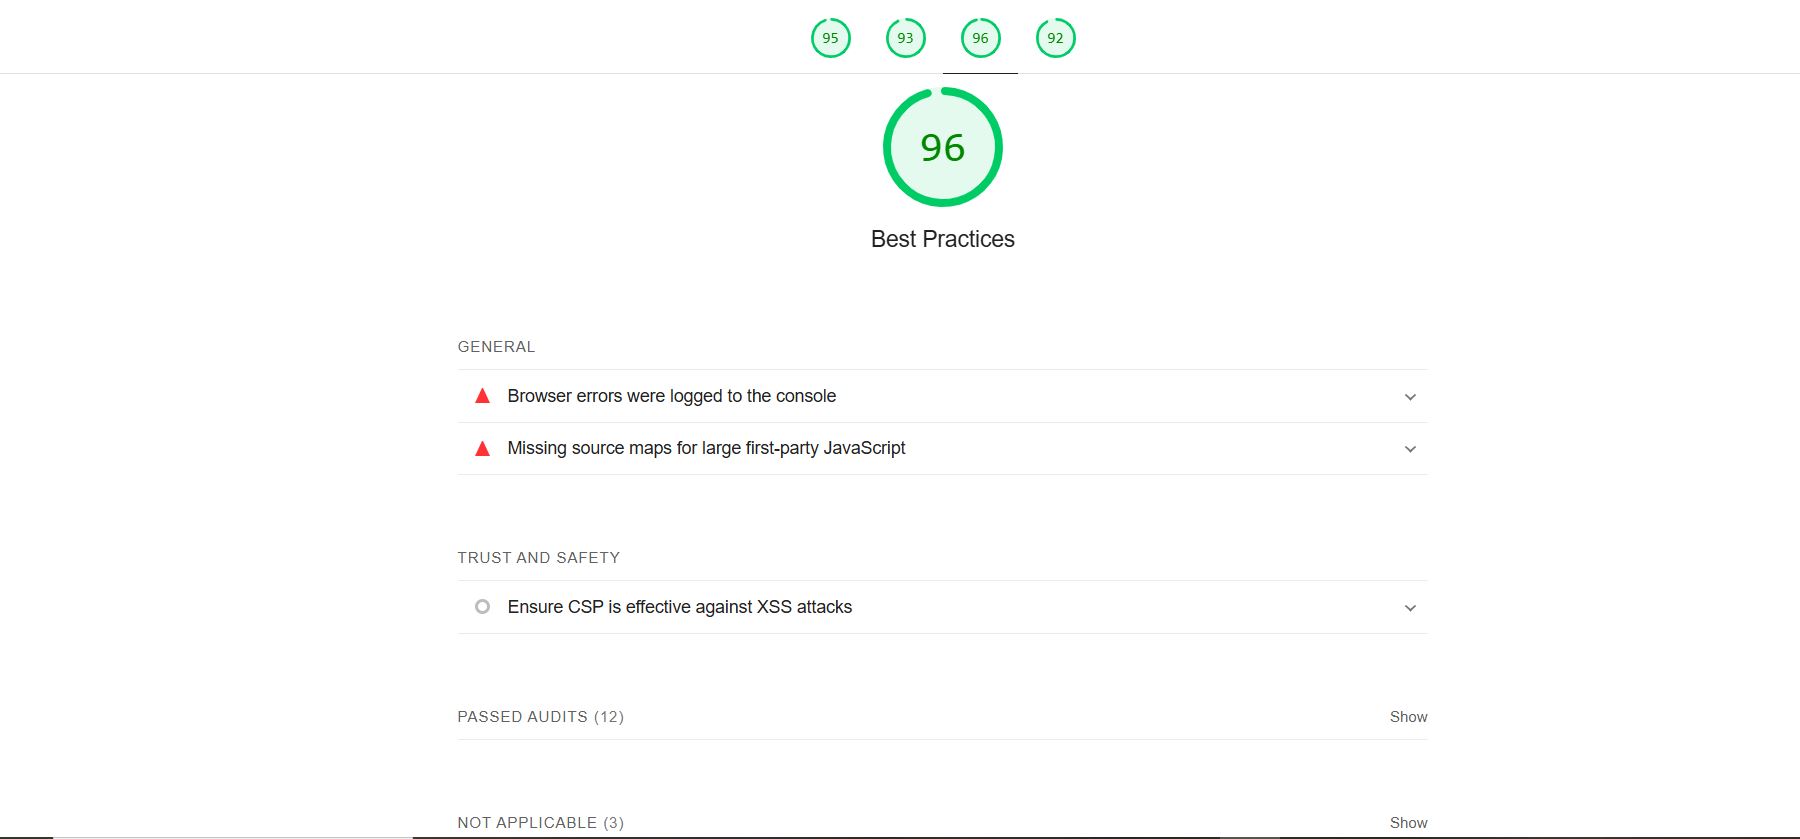 95 93 96 92
96
Best Practices
GENERAL
Browser errors were logged to the console
Missing source maps for large first-party JavaScript
TRUST AND SAFETY
Ensure CSP is effective against XSS attacks
PASSED AUDITS (12) Show
NOT APPLICABLE (3) Show